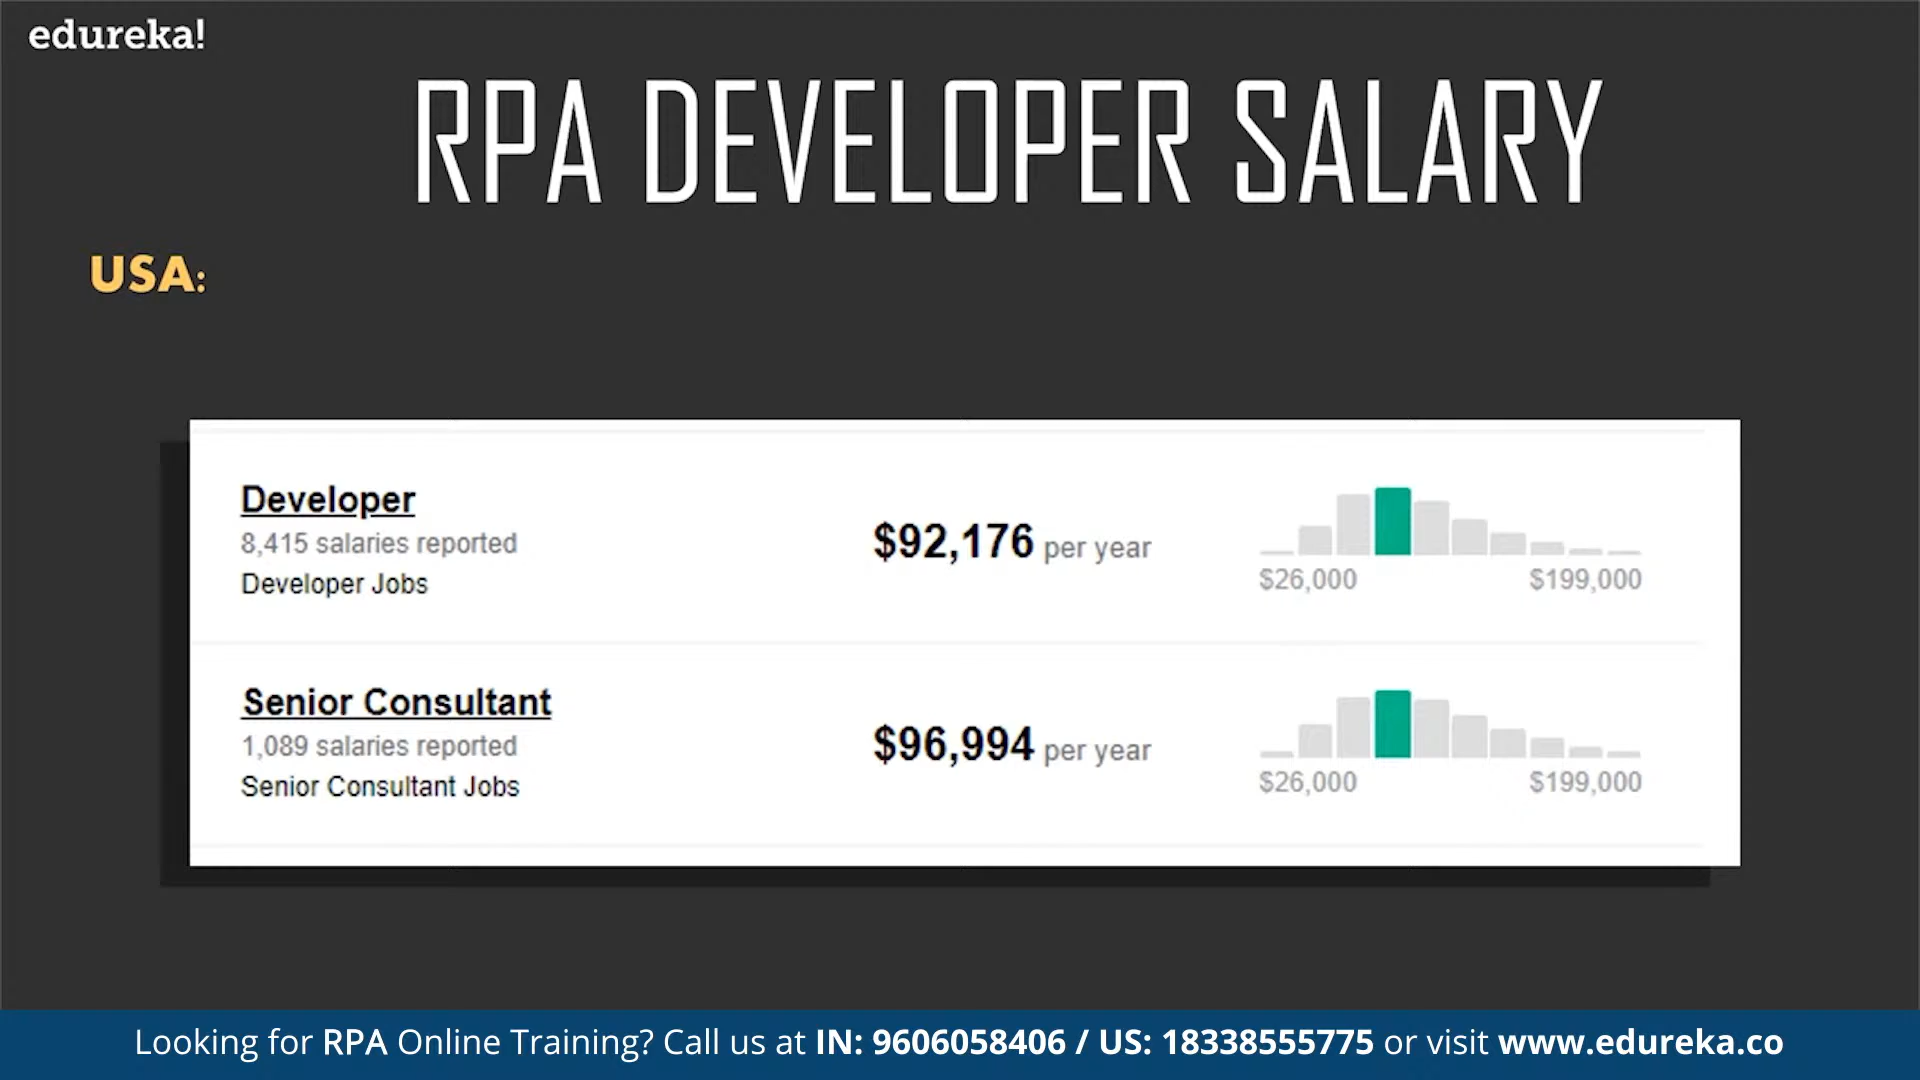 edureka!
RPA DEVELOPER SALARY
USA:
Developer
8,415 salaries reported
Developer Jobs
$92,176 per year
$26,000 $199,000
Senior Consultant
1,089 salaries reported
Senior Consultant Jobs
$96,994 per year
$26,000 $199,000
Looking for RPA Online Training? Call us at IN: 9606058406 / US: 18338555775 or visit www.edureka.co